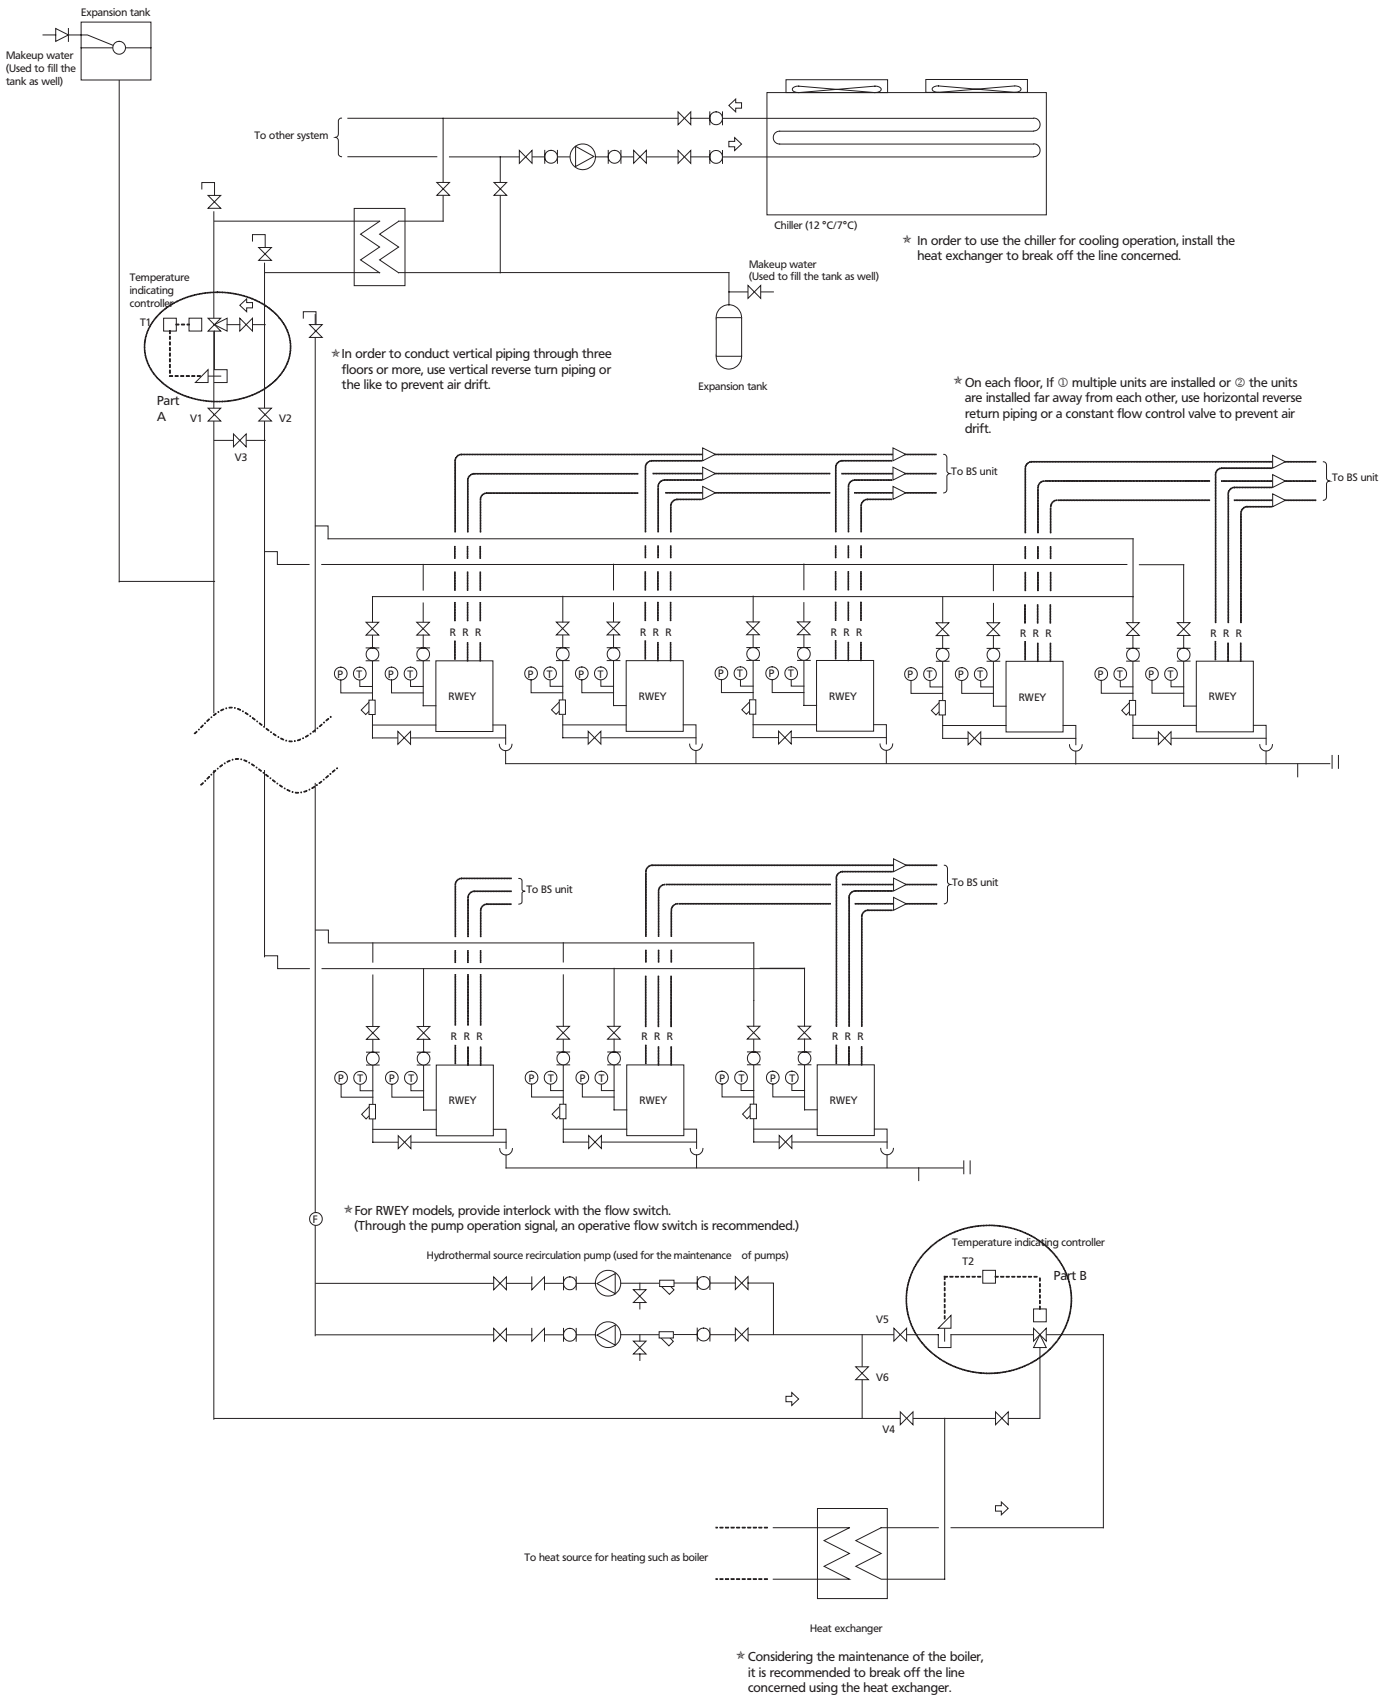 Expansion tank
Makeup water
(Used to fill the
tank as well)
To other system
Chiller (12 °C/7°C)
✯ In order to use the chiller for cooling operation, install the
heat exchanger to break off the line concerned.
Makeup water
(Used to fill the tank as well)
Expansion tank
Temperature
indicating
controller
T1
Part
A
V1
V2
V3
✯ In order to conduct vertical piping through three
floors or more, use vertical reverse turn piping or
the like to prevent air drift.
✯ On each floor, If ① multiple units are installed or ② the units
are installed far away from each other, use horizontal reverse
return piping or a constant flow control valve to prevent air
drift.
To BS unit
To BS unit
R R R
R R R
R R R
R R R
R R R
P T P T RWEY
P T P T RWEY
P T P T RWEY
P T P T RWEY
P T P T RWEY
To BS unit
To BS unit
R R R
R R R
R R R
P T P T RWEY
P T P T RWEY
P T P T RWEY
F
✯ For RWEY models, provide interlock with the flow switch.
(Through the pump operation signal, an operative flow switch is recommended.)
Hydrothermal source recirculation pump (used for the maintenance of pumps)
Temperature indicating controller
T2
Part B
V5
V6
V4
To heat source for heating such as boiler
Heat exchanger
✯ Considering the maintenance of the boiler,
it is recommended to break off the line
concerned using the heat exchanger.